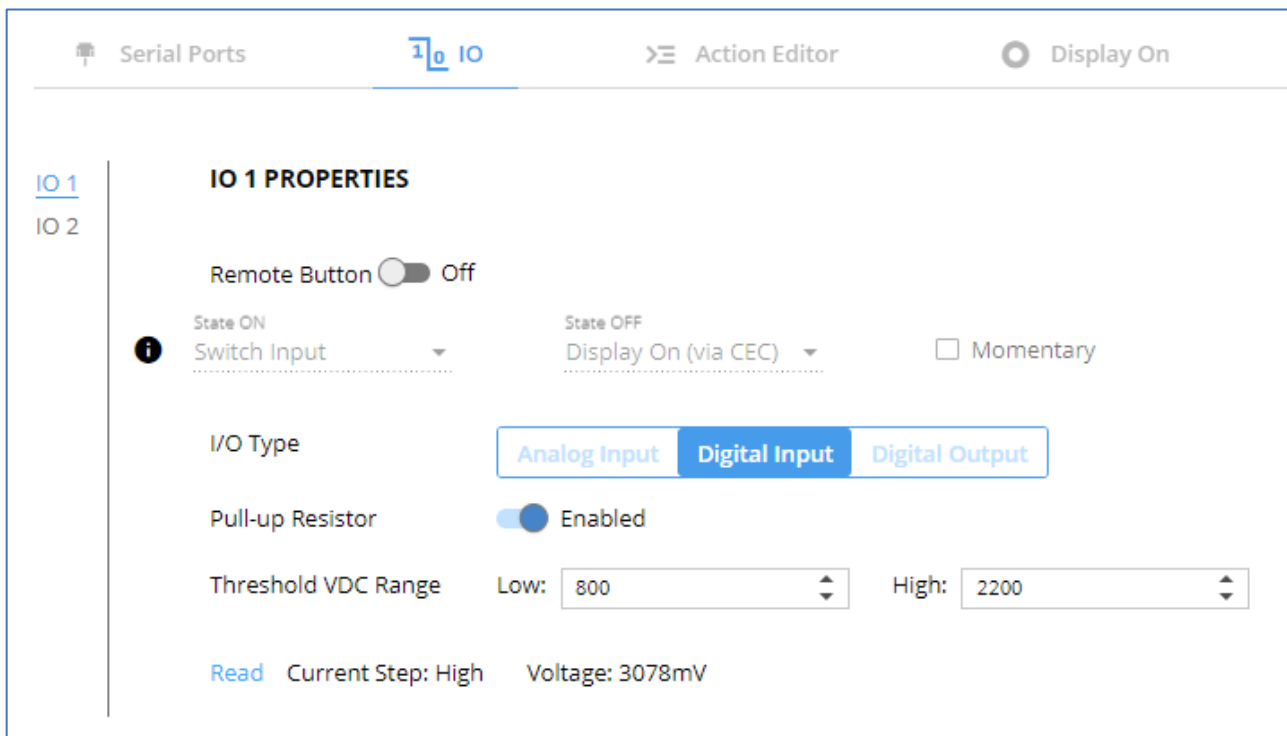 Serial Ports 1 0 IO Action Editor Display On
IO 1
IO 2
IO 1 PROPERTIES
Remote Button Off
State ON State OFF
i Switch Input Display On (via CEC) Momentary
I/O Type Analog Input Digital Input Digital Output
Pull-up Resistor Enabled
Threshold VDC Range Low: 800 High: 2200
Read Current Step: High Voltage: 3078mV